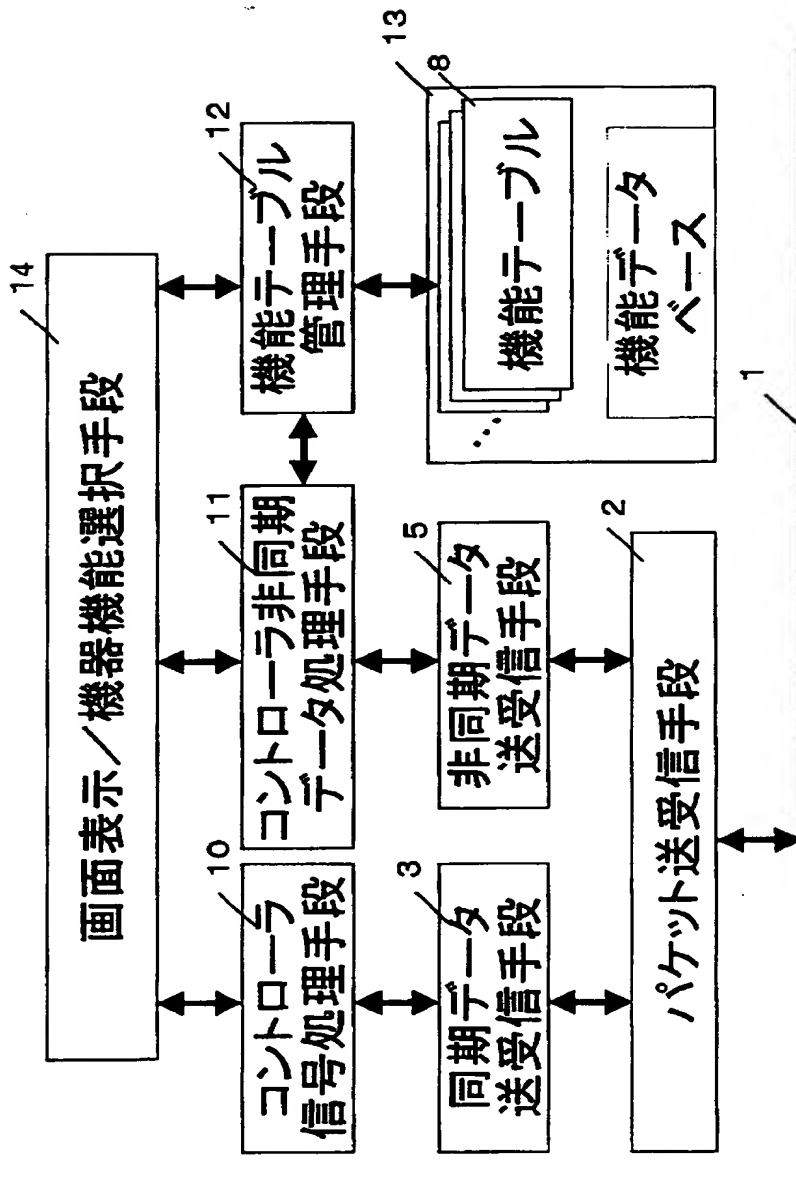 14
画面表示/機器機能選択手段
10
コントローラ
信号処理手段
11
コントローラ非同期
データ処理手段
12
機能テーブル
管理手段
3
同期データ
送受信手段
5
非同期データ
送受信手段
13
8
機能テーブル
…
機能データ
ベース
2
パケット送受信手段
1